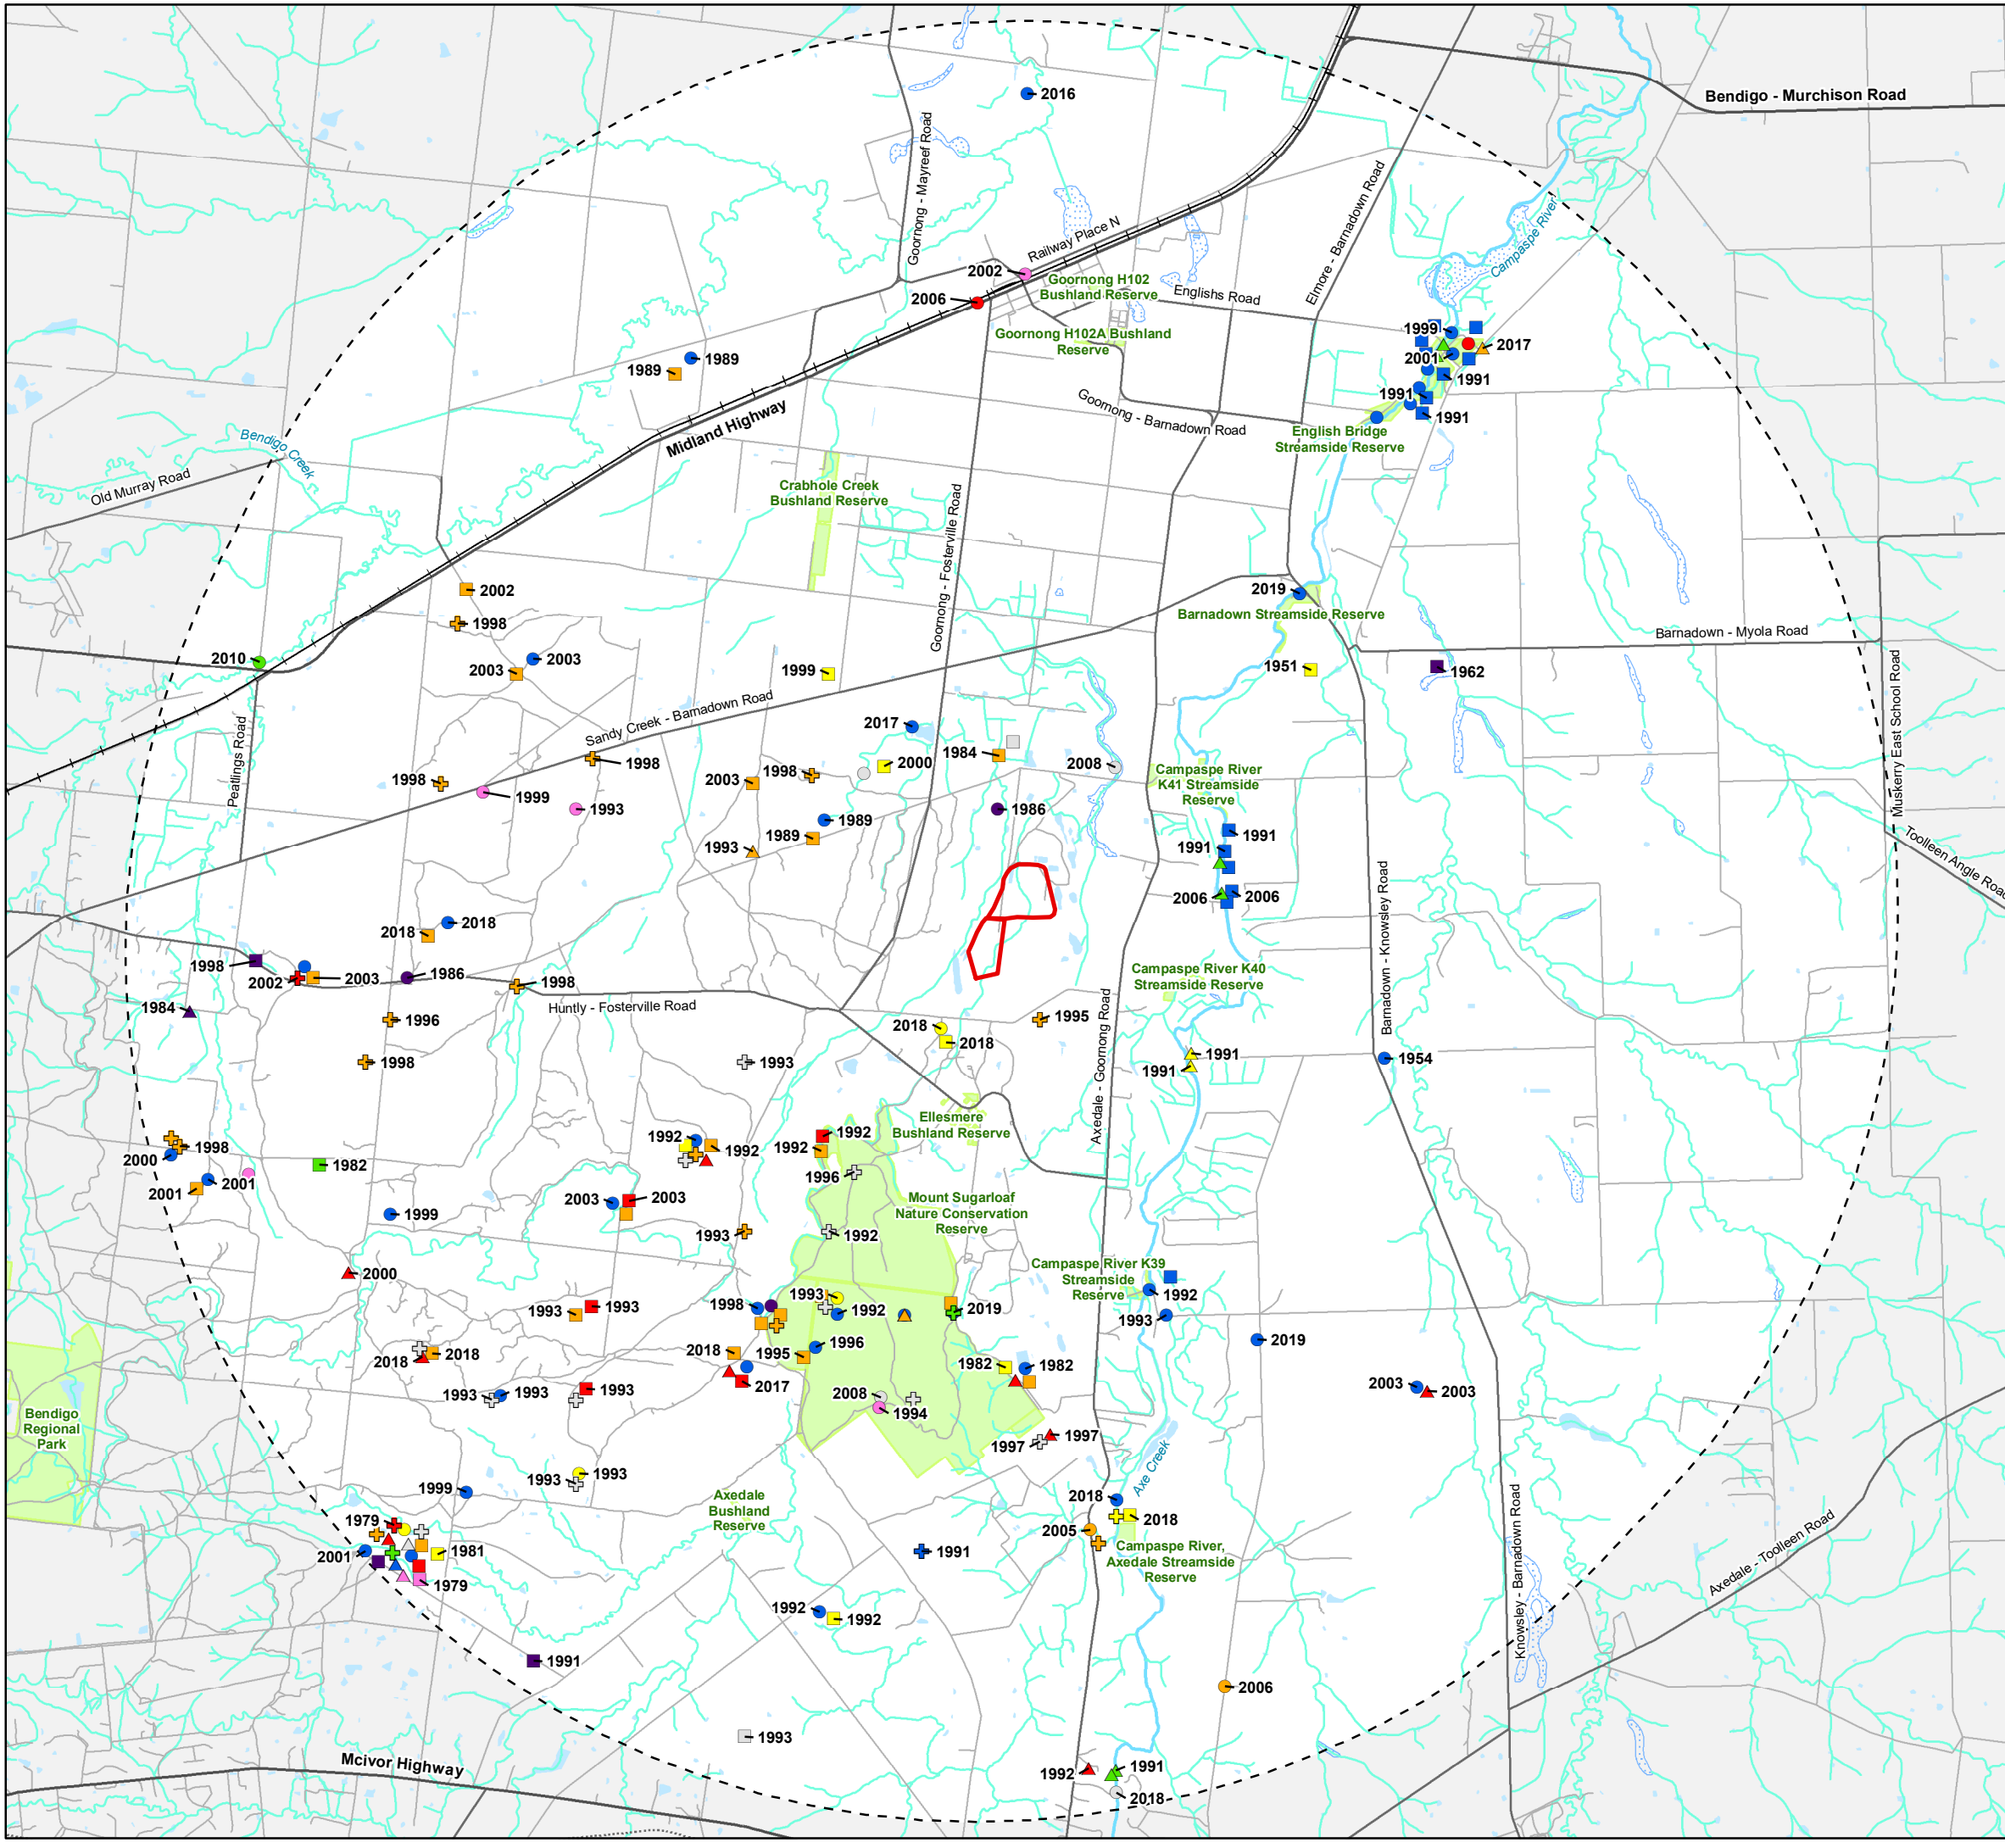 2016
Bendigo - Murchison Road
Goornong - Mayreef Road
Elmore - Barnadown Road
Campaspe River
Railway Place N
2002
Goornong H102
Bushland Reserve
Englishs Road
2006
Goornong H102A Bushland
Reserve
1999
2017
2001
1989
1989
1991
1991
1991
Goornong - Barnadown Road
Midland Highway
English Bridge
Streamside Reserve
Bendigo Creek
Old Murray Road
Crabhole Creek
Bushland Reserve
Goornong - Fosterville Road
2002
2019
Barnadown Streamside Reserve
1998
Barnadown - Myola Road
2010
2003
2003
1999
1951
1962
Muskerry East School Road
Peatlings Road
Sandy Creek - Barnadown Road
2017
1984
2008
1998
2000
1998
2003
1998
Campaspe River
K41 Streamside
Reserve
1999
1993
1986
1989
1989
1991
1991
1993
Toolleen Angle Road
2006
2006
Barnadown - Knowsley Road
2018
2018
1998
2002
2003
1986
1998
Campaspe River K40
Streamside Reserve
1984
Huntly - Fosterville Road
Axedale - Goornong Road
1996
2018
1995
2018
1998
1993
1991
1991
1954
Ellesmere
Bushland Reserve
1992
1992
1992
1992
1998
2000
1982
1996
2001
2001
2003
2003
Mount Sugarloaf
Nature Conservation
Reserve
1999
1993
1992
2000
Campaspe River K39
Streamside
Reserve
1993
1993
1998
1993
1992
2019
1992
1993
2019
2018
2018
2018
1995
1996
1982
1982
2017
1993
1993
1993
2008
1994
2003
2003
Bendigo
Regional
Park
1997
1997
Axe Creek
1993
1993
1999
Axedale
Bushland
Reserve
2018
2018
2005
1979
2001
1981
1979
1991
Campaspe River,
Axedale Streamside
Reserve
Knowsley - Barnadown Road
Axedale - Toolleen Road
1992
1992
1991
2006
1993
Mcivor Highway
1992
1991
2018